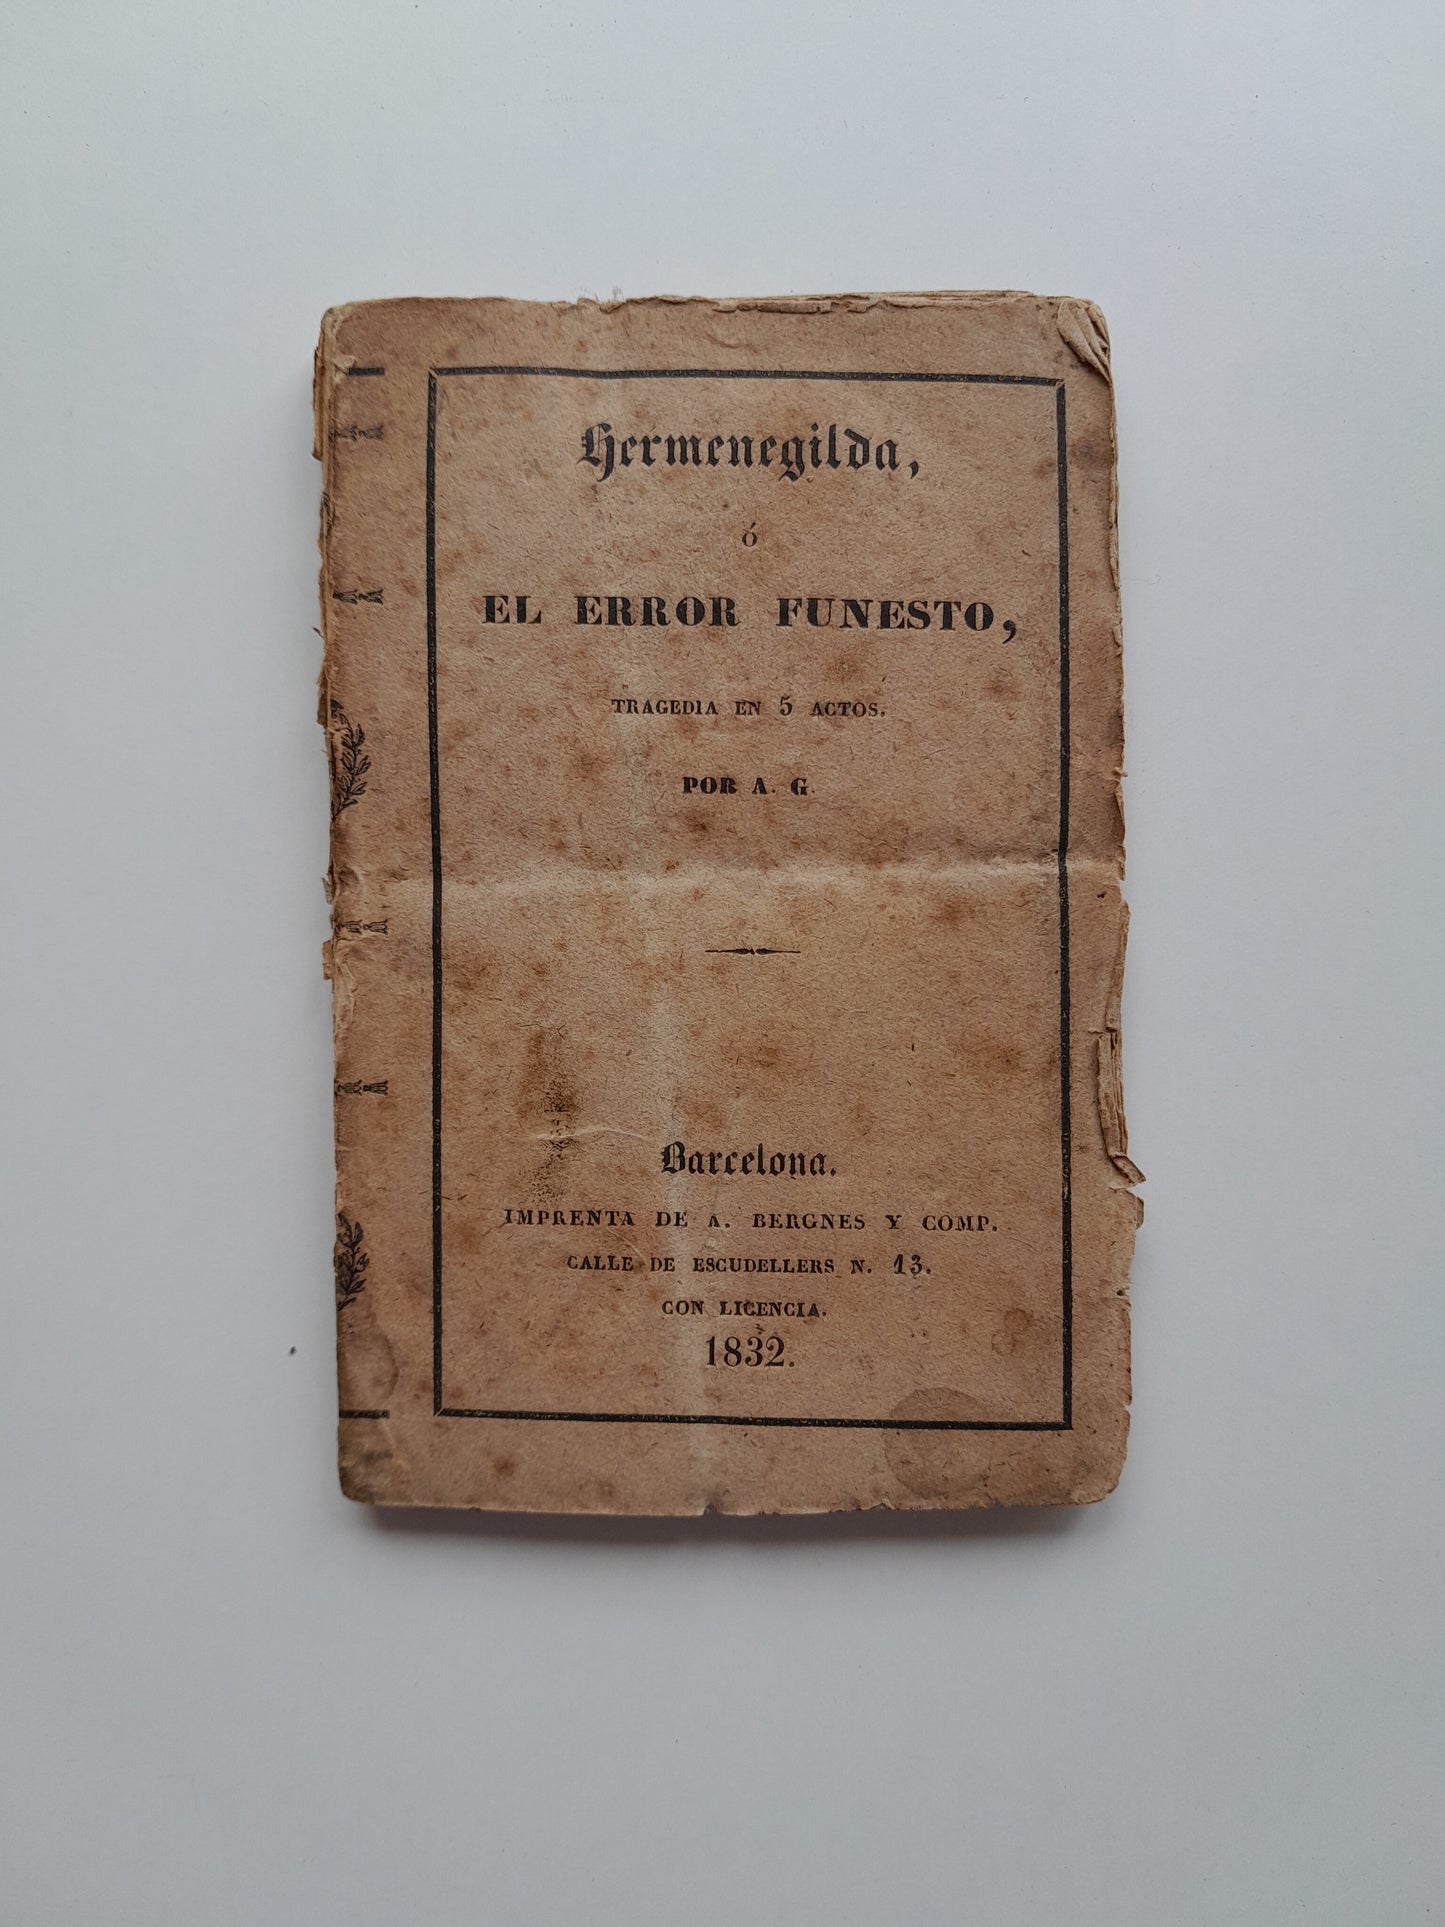 Hermenegilda,
ó
EL ERROR FUNESTO,
TRAGEDIA EN 5 ACTOS.
POR A. G.
Barcelona.
IMPRENTA DE A. BERGNES Y COMP.
CALLE DE ESCUDELLERS N. 13.
CON LICENCIA.
1832.